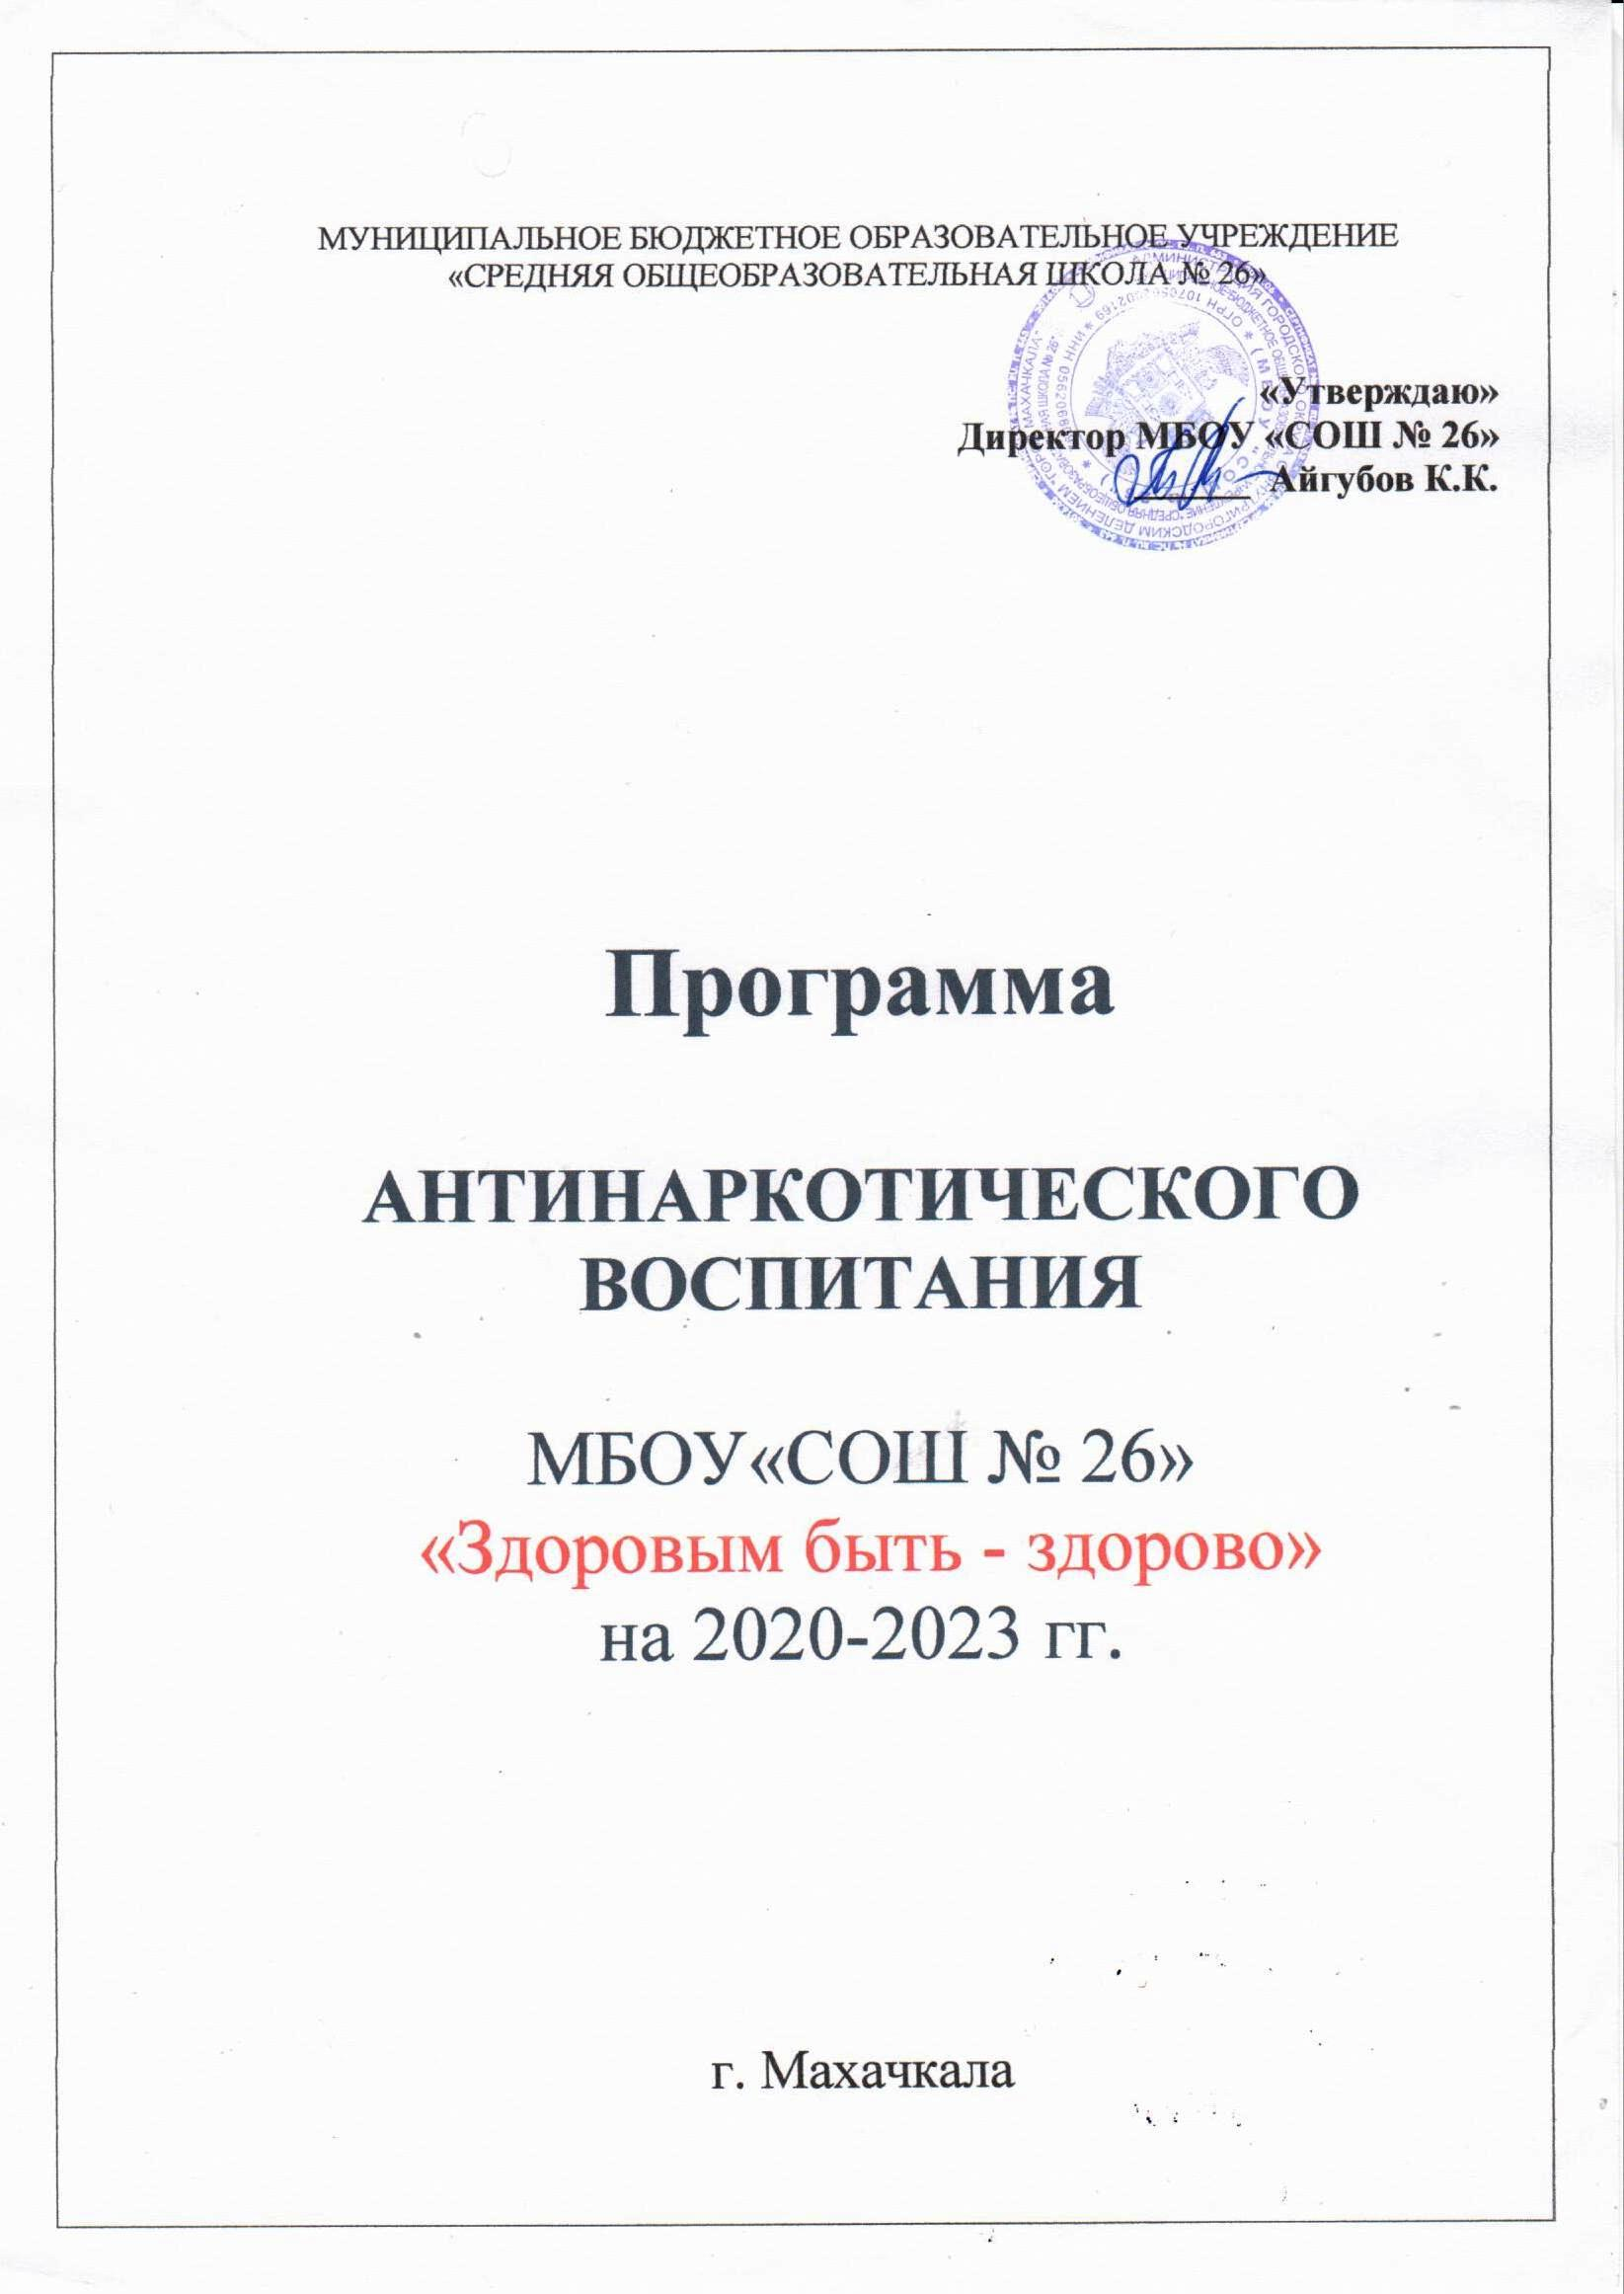 МУНИЦИПАЛЬНОЕ БЮДЖЕТНОЕ ОБРАЗОВАТЕЛЬНОЕ УЧРЕЖДЕНИЕ
«СРЕДНЯЯ ОБЩЕОБРАЗОВАТЕЛЬНАЯ ШКОЛА № 26»
«Утверждаю»
Директор МБОУ «СОШ № 26»
Айгубов К.К.
Программа
АНТИНАРКОТИЧЕСКОГО
ВОСПИТАНИЯ
МБОУ«СОШ № 26»
«Здоровым быть - здорово»
на 2020-2023 гг.
г. Махачкала